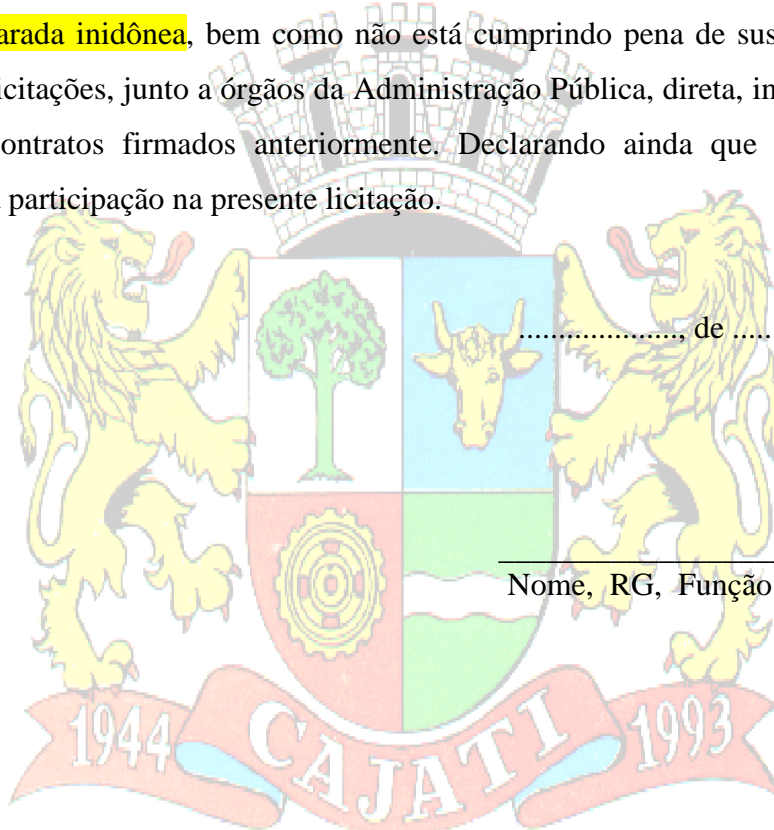 arada inidônea, bem como não está cumprindo pena de sus
icitações, junto a órgãos da Administração Pública, direta, in
ontratos firmados anteriormente. Declarando ainda que
participação na presente licitação.
...................., de .....
Nome, RG, Função
1944 CAJATI 1993